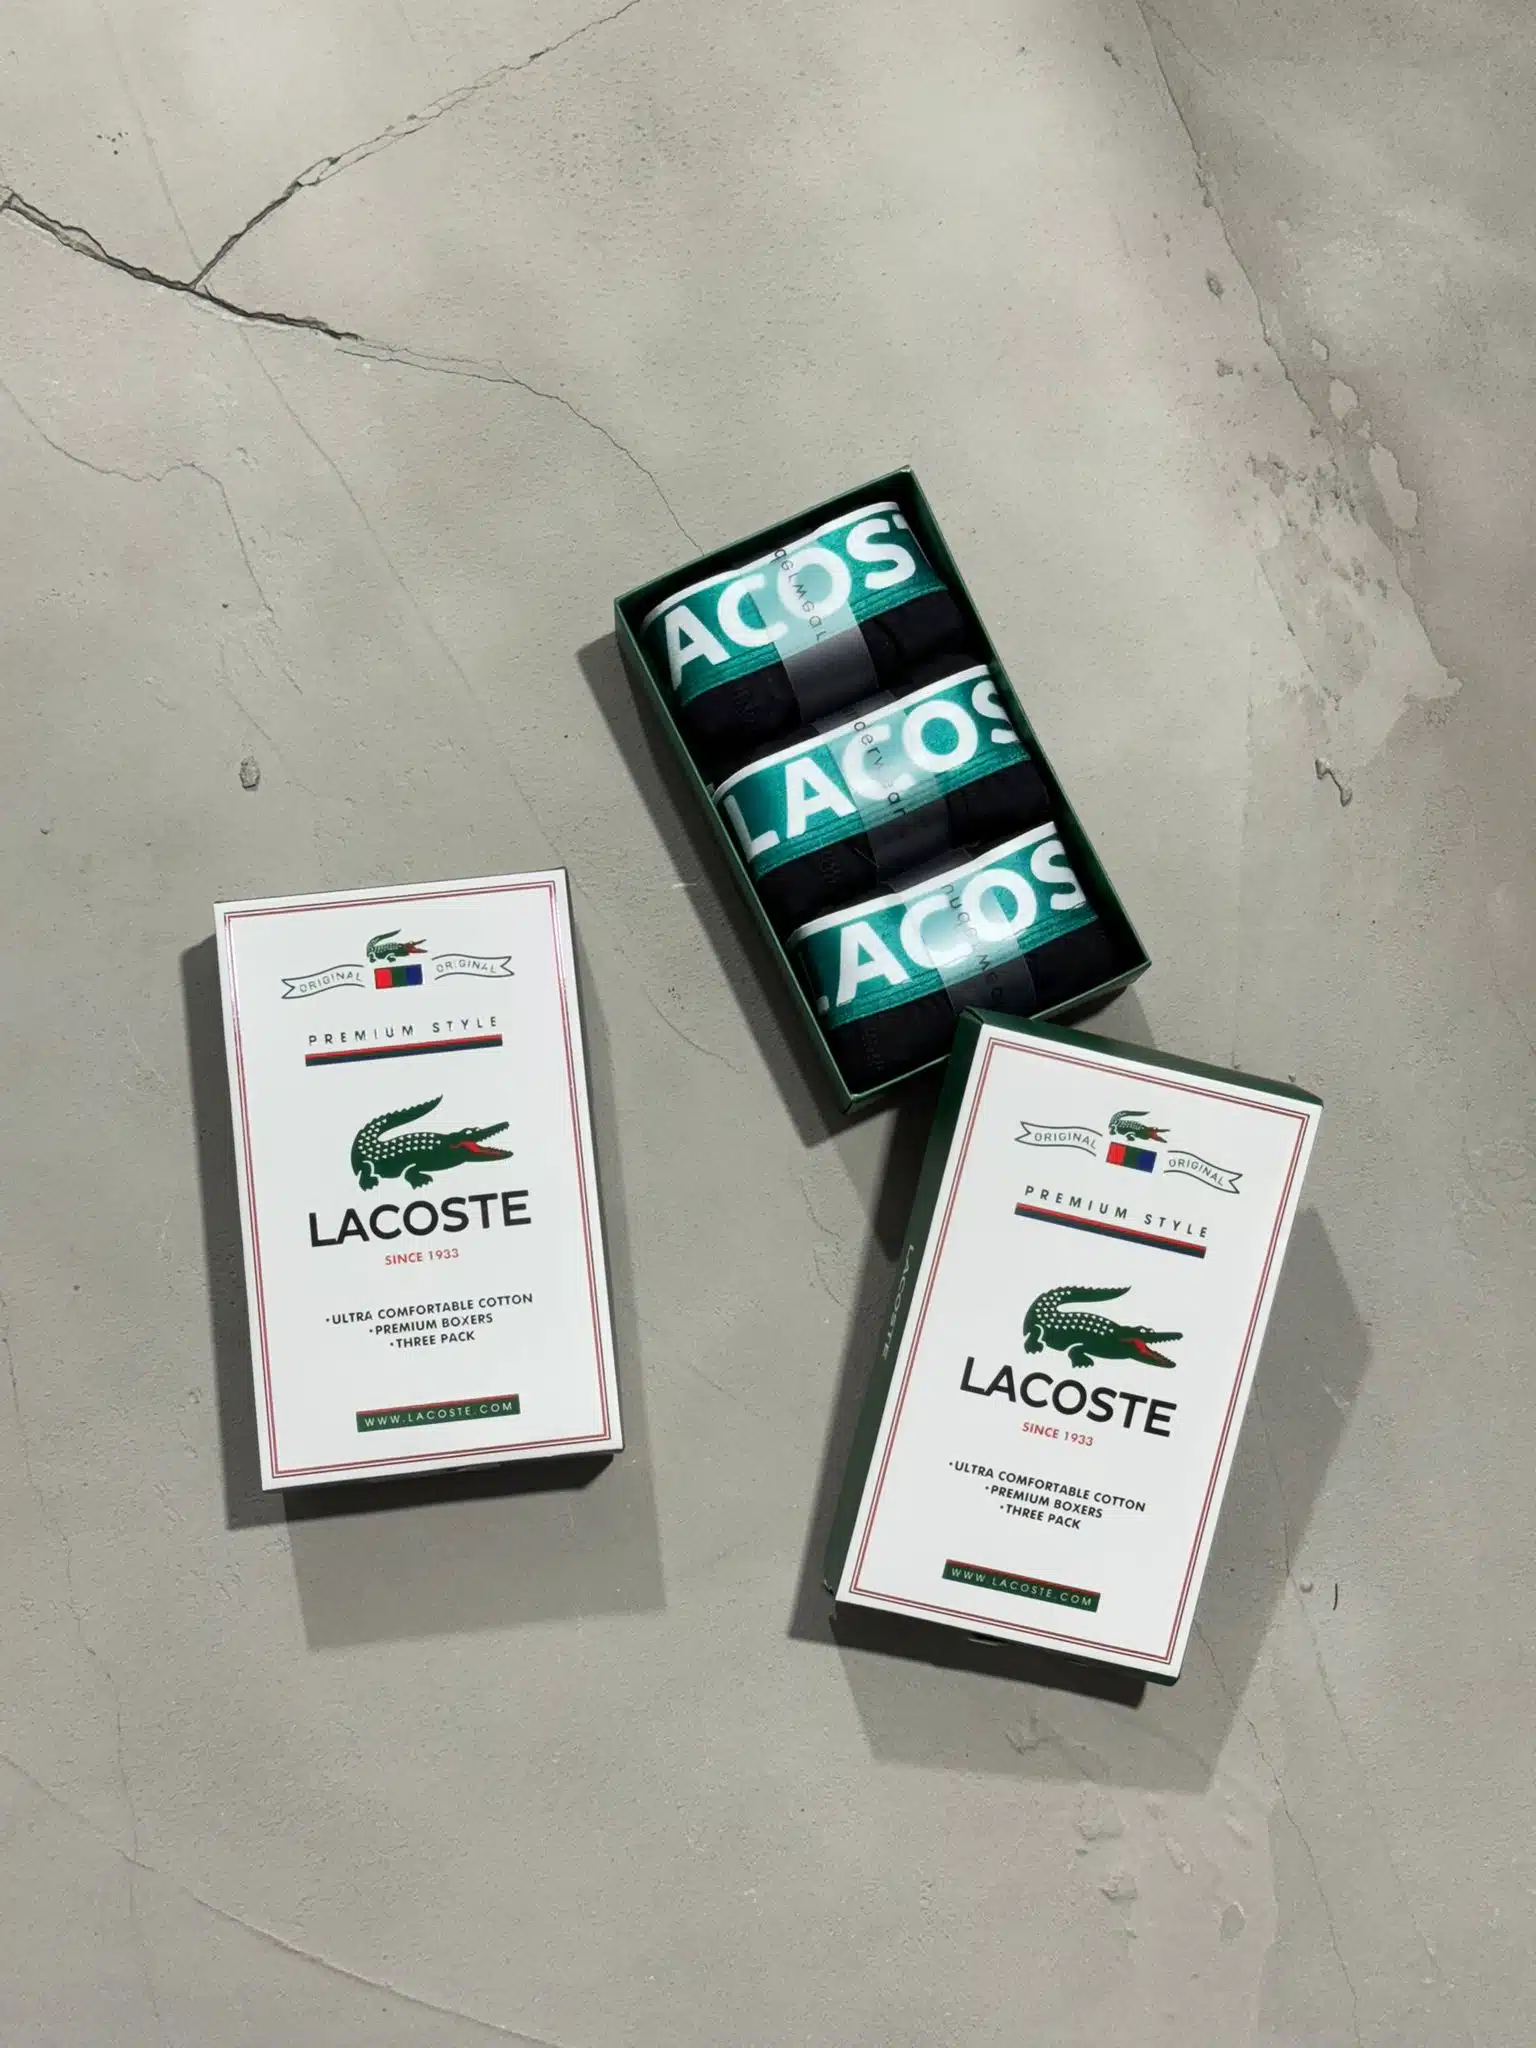 ACOST
LACOS
LACOS
ORIGINAL ORIGINAL
PREMIUM STYLE
LACOSTE
SINCE 1933
•ULTRA COMFORTABLE COTTON
•PREMIUM BOXERS
•THREE PACK
WWW.LACOSTE.COM
LACOSTE
ORIGINAL ORIGINAL
PREMIUM STYLE
LACOSTE
SINCE 1933
•ULTRA COMFORTABLE COTTON
•PREMIUM BOXERS
•THREE PACK
WWW.LACOSTE.COM